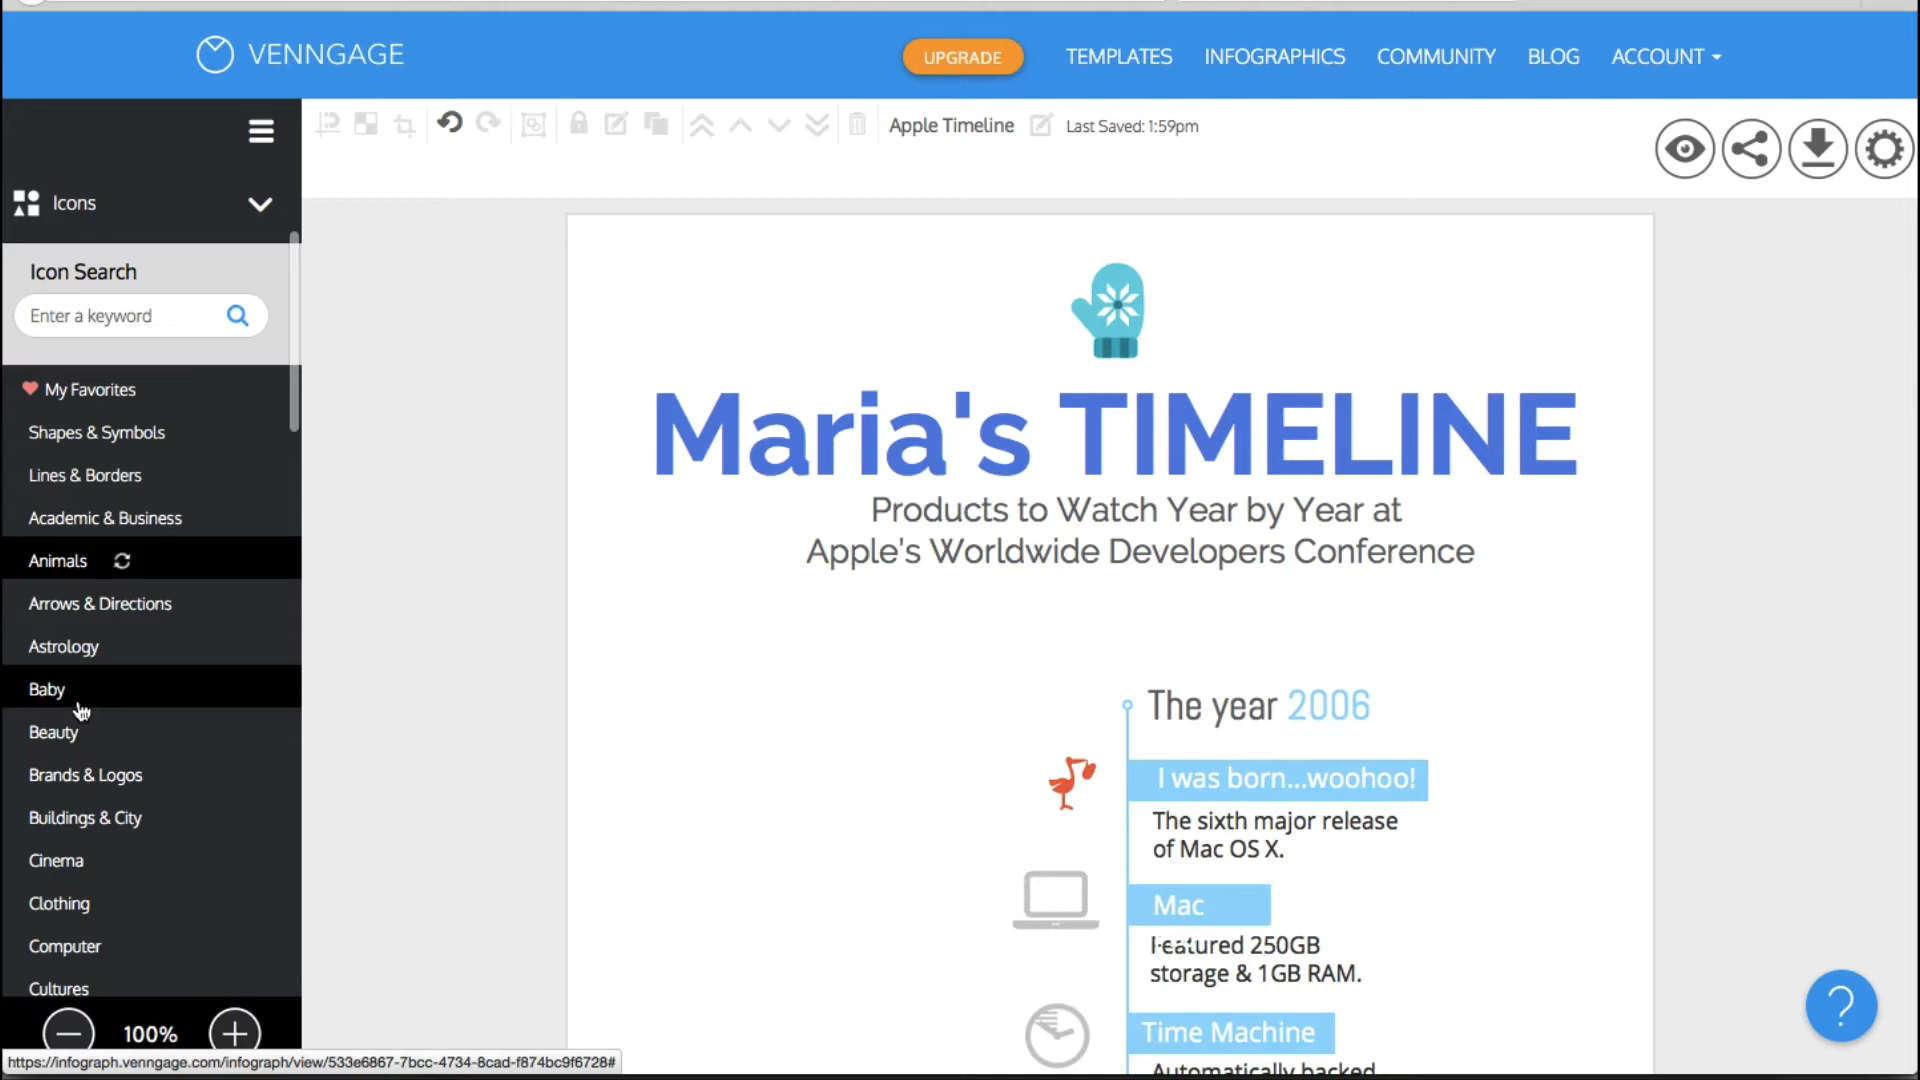 VENNGAGE
UPGRADE
TEMPLATES
INFOGRAPHICS
COMMUNITY
BLOG
ACCOUNT
Apple Timeline
Last Saved: 1:59pm
Icons
Icon Search
Enter a keyword
My Favorites
Shapes & Symbols
Lines & Borders
Academic & Business
Animals
Arrows & Directions
Astrology
Baby
Beauty
Brands & Logos
Buildings & City
Cinema
Clothing
Computer
Cultures
100%
https://infograph.venngage.com/infograph/view/533e6867-7bcc-4734-8cad-f874bc9f6728#
Maria's TIMELINE
Products to Watch Year by Year at
Apple's Worldwide Developers Conference
The year 2006
I was born...woohoo!
The sixth major release
of Mac OS X.
Mac
Featured 250GB
storage & 1GB RAM.
Time Machine
Automatically backed
?